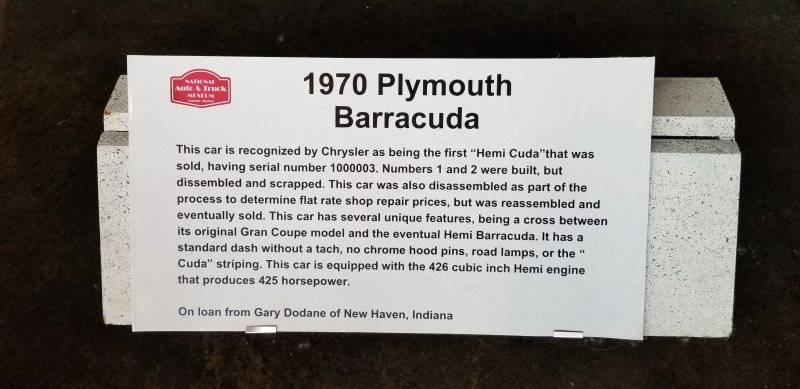 NATIONAL
Auto & Truck
MUSEUM
1970 Plymouth
Barracuda
This car is recognized by Chrysler as being the first “Hemi Cuda”that was
sold, having serial number 1000003. Numbers 1 and 2 were built, but
dissembled and scrapped. This car was also disassembled as part of the
process to determine flat rate shop repair prices, but was reassembled and
eventually sold. This car has several unique features, being a cross between
its original Gran Coupe model and the eventual Hemi Barracuda. It has a
standard dash without a tach, no chrome hood pins, road lamps, or the “
Cuda” striping. This car is equipped with the 426 cubic inch Hemi engine
that produces 425 horsepower.
On loan from Gary Dodane of New Haven, Indiana